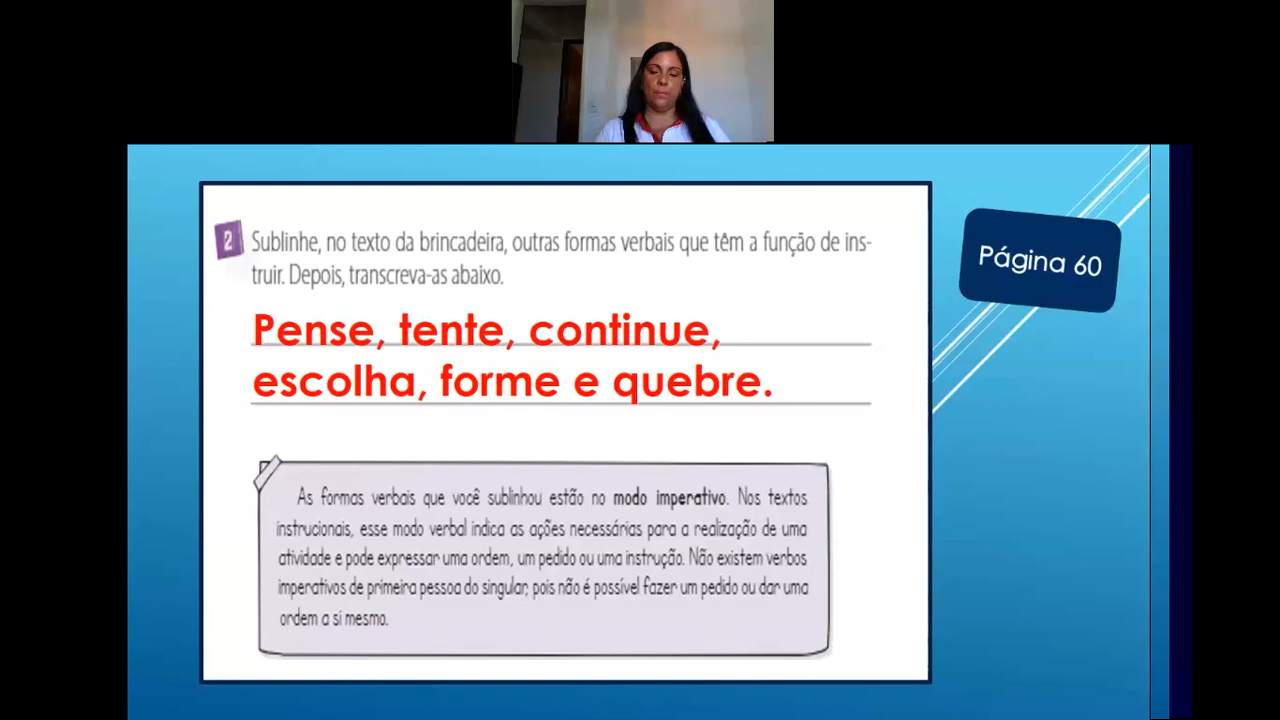 2 Sublinhe, no texto da brincadeira, outras formas verbais que têm a função de ins-
truir. Depois, transcreva-as abaixo.
Pense, tente, continue,
escolha, forme e quebre.
As formas verbais que você sublinhou estão no modo imperativo. Nos textos
instrucionais, esse modo verbal indica as ações necessárias para a realização de uma
atividade e pode expressar uma ordem, um pedido ou uma instrução. Não existem verbos
imperativos de primeira pessoa do singular, pois não é possível fazer um pedido ou dar uma
ordem a si mesmo.
Página 60